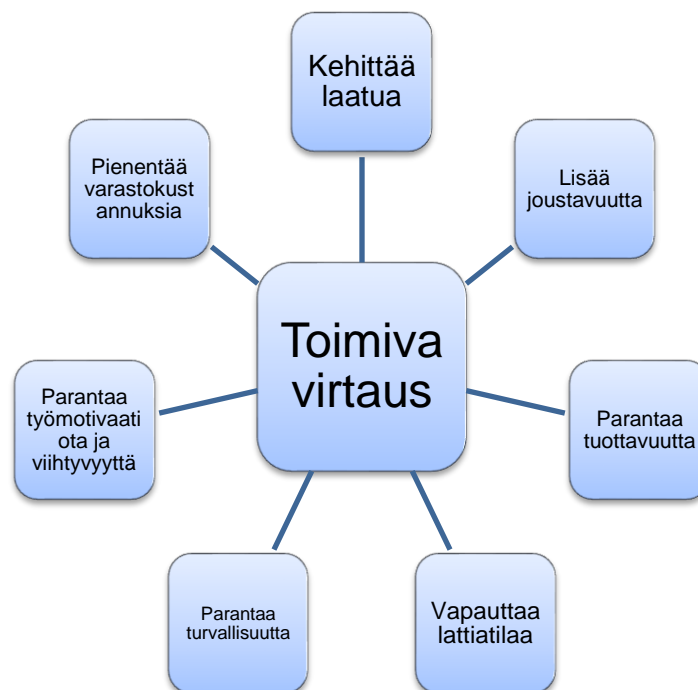 Kehittää
laatua
Lisää
joustavuutta
Parantaa
tuottavuutta
Vapauttaa
lattiatilaa
Parantaa
turvallisuutta
Parantaa
työmotivaati
ota ja
viihtyvyyttä
Pienentää
varastokust
annuksia
Toimiva
virtaus